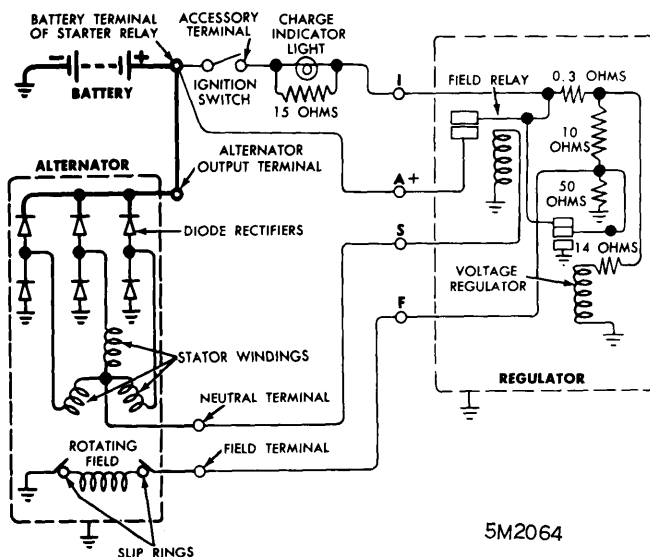 BATTERY TERMINAL
OF STARTER RELAY
ACCESSORY
TERMINAL
CHARGE
INDICATOR
LIGHT
- +
BATTERY
IGNITION
SWITCH
15 OHMS
I
FIELD RELAY
0.3 OHMS
10
OHMS
ALTERNATOR
ALTERNATOR
OUTPUT TERMINAL
A +
50
OHMS
DIODE RECTIFIERS
S
14 OHMS
VOLTAGE
REGULATOR
F
STATOR WINDINGS
REGULATOR
NEUTRAL TERMINAL
ROTATING
FIELD
FIELD TERMINAL
SLIP RINGS
5M2064